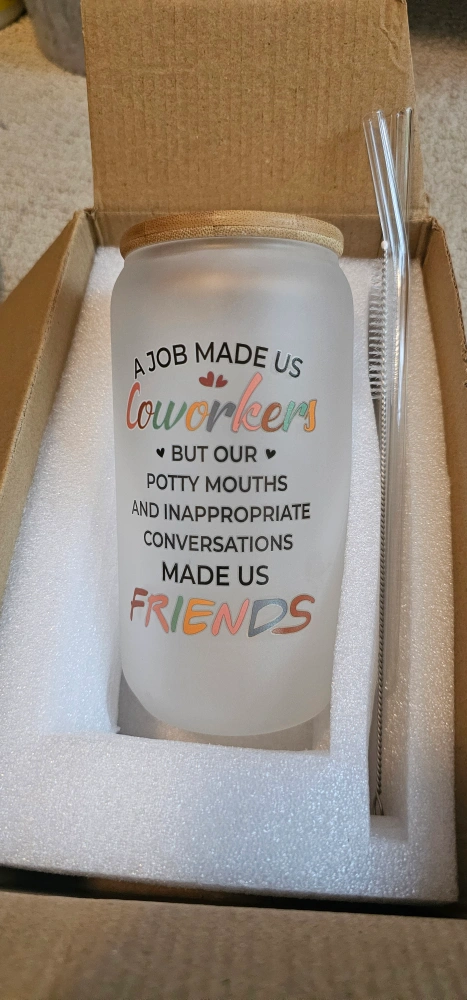 A JOB MADE US
Coworkers
BUT OUR
POTTY MOUTHS
AND INAPPROPRIATE
CONVERSATIONS
MADE US
FRIENDS